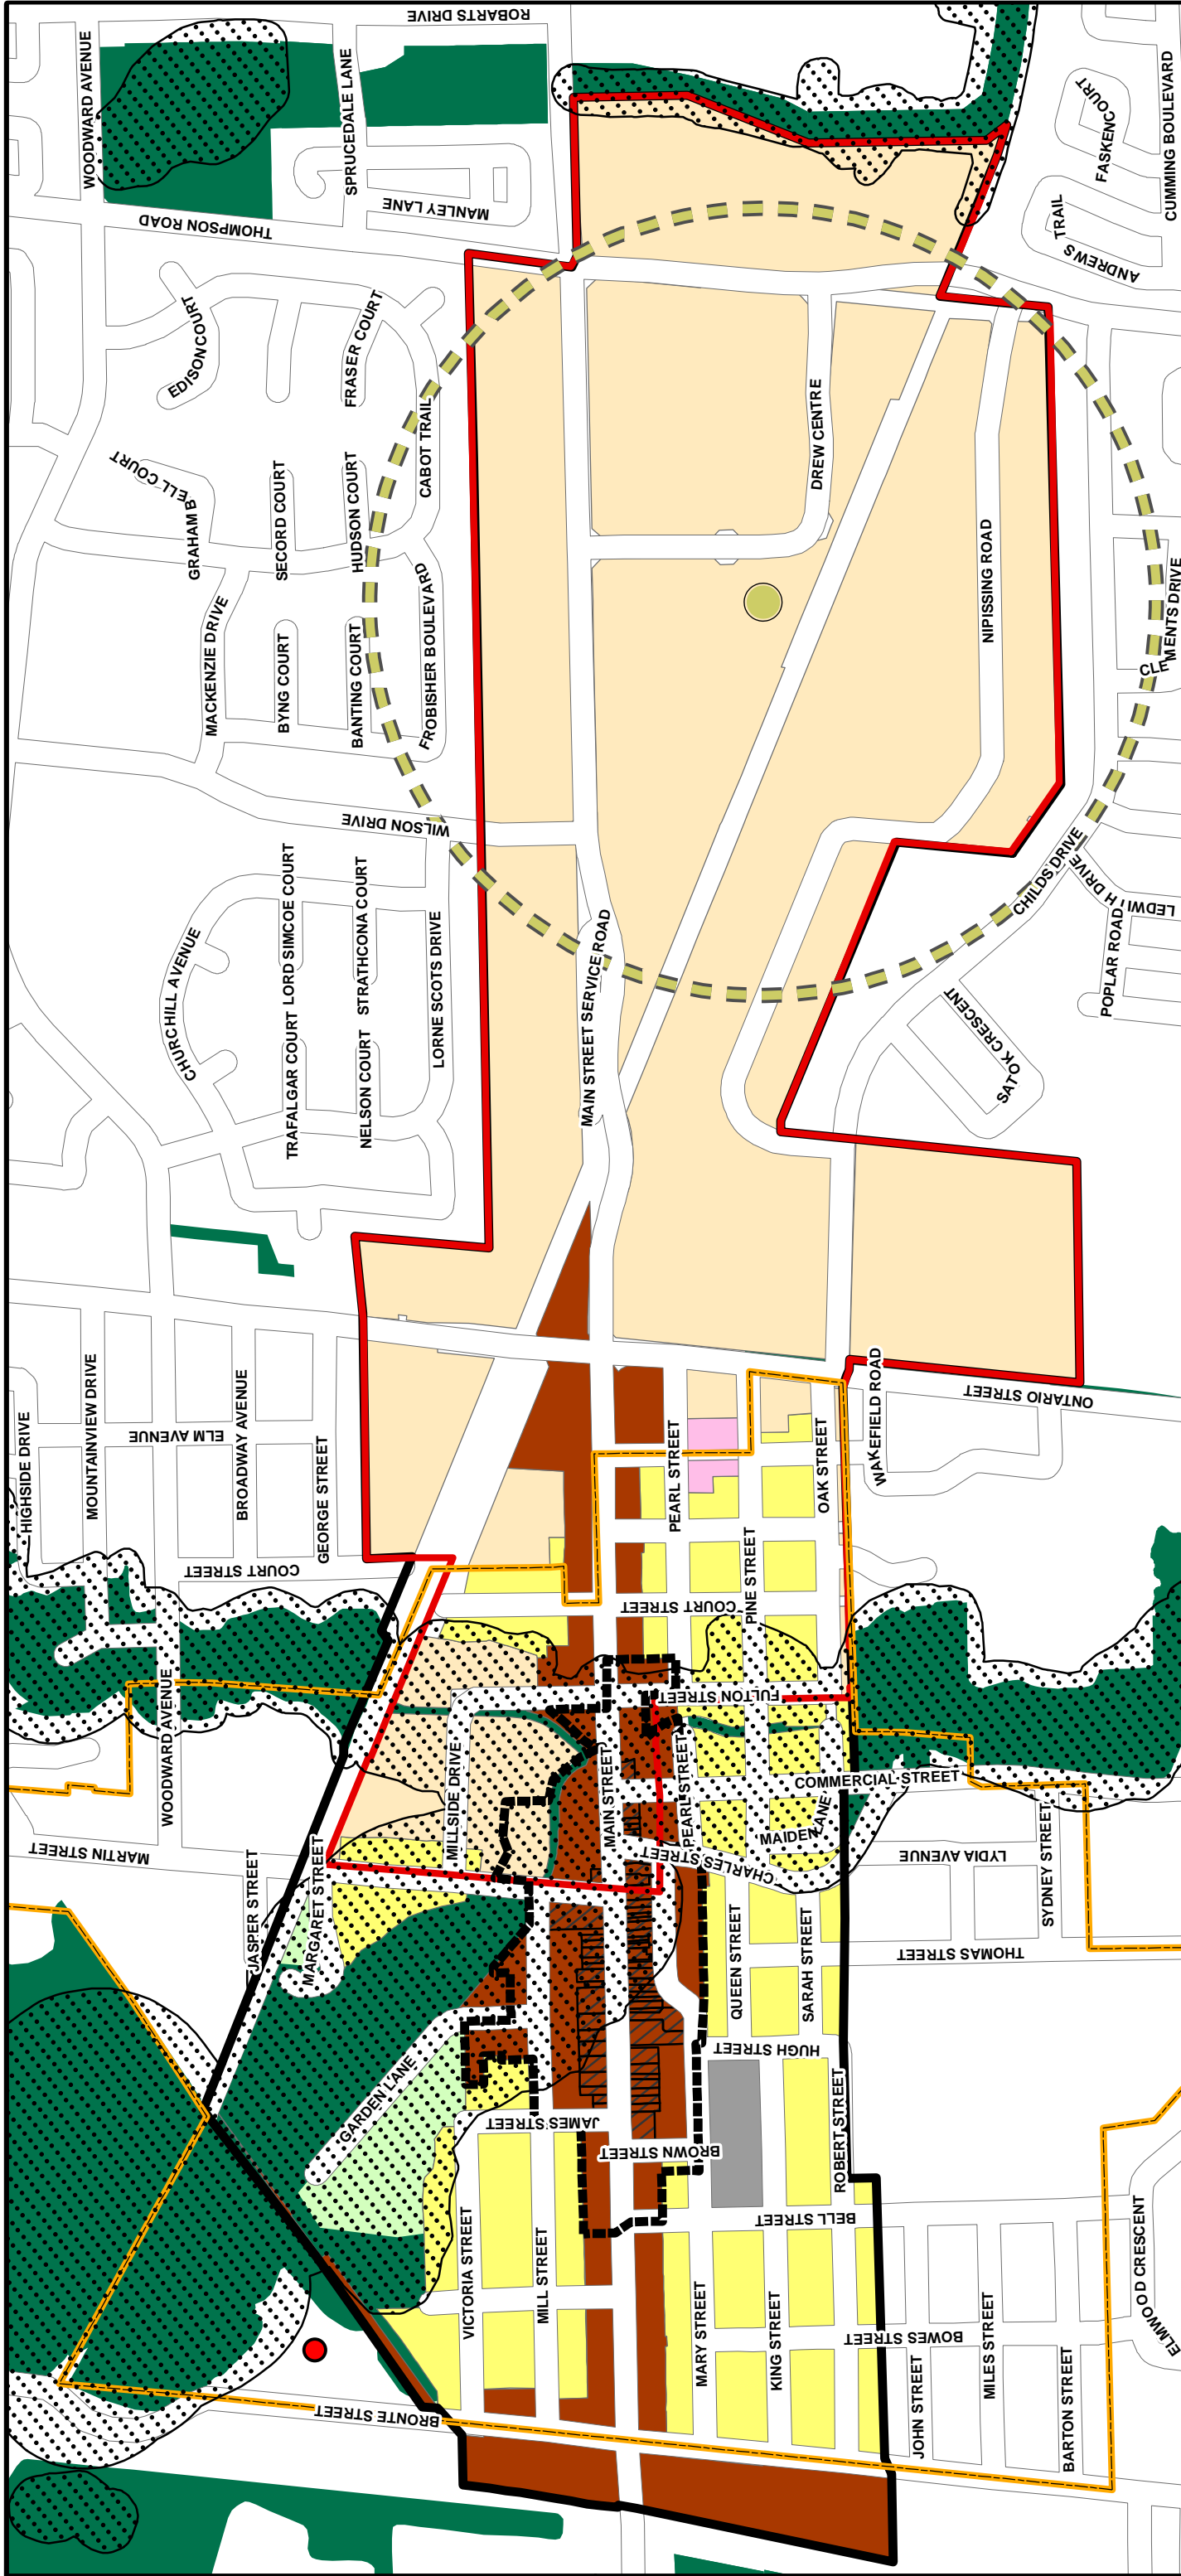 ROBARTS DRIVE
WOODWARD AVENUE
SPRUCEDALE LANE
CUMMING BOULEVARD
FASKEN COURT
MANLEY LANE
THOMPSON ROAD
ANDREWS TRAIL
EDISON COURT
FRASER COURT
CABOT TRAIL
DREW CENTRE
GRAHAM BELL COURT
SECORD COURT
HUDSON COURT
NIPISSING ROAD
MACKENZIE DRIVE
BYNG COURT
BANTING COURT
FROBISHER BOULEVARD
CLEMENTS DRIVE
WILSON DRIVE
CHILDS DRIVE
LEDWITH DRIVE
POPLAR ROAD
CHURCHILL AVENUE
LORD SIMCOE COURT
STRATHCONA COURT
LORNE SCOTS DRIVE
MAIN STREET SERVICE ROAD
TRAFALGAR COURT
NELSON COURT
SATOK CRESCENT
HIGHSIDE DRIVE
MOUNTAINVIEW DRIVE
ELM AVENUE
BROADWAY AVENUE
GEORGE STREET
COURT STREET
PEARL STREET
OAK STREET
WAKEFIELD ROAD
ONTARIO STREET
PINE STREET
COURT STREET
FULTON STREET
WOODWARD AVENUE
MILLSIDE DRIVE
MAIN STREET
PEARL STREET
COMMERCIAL STREET
MAIDEN LANE
MARTIN STREET
JASPER STREET
MARGARET STREET
CHARLES STREET
LYDIA AVENUE
SYDNEY STREET
QUEEN STREET
SARAH STREET
THOMAS STREET
HUGH STREET
GARDEN LANE
JAMES STREET
BROWN STREET
ROBERT STREET
BELL STREET
VICTORIA STREET
MILL STREET
MARY STREET
KING STREET
BOWES STREET
JOHN STREET
MILES STREET
BARTON STREET
ELMWOOD CRESCENT
BRONTE STREET